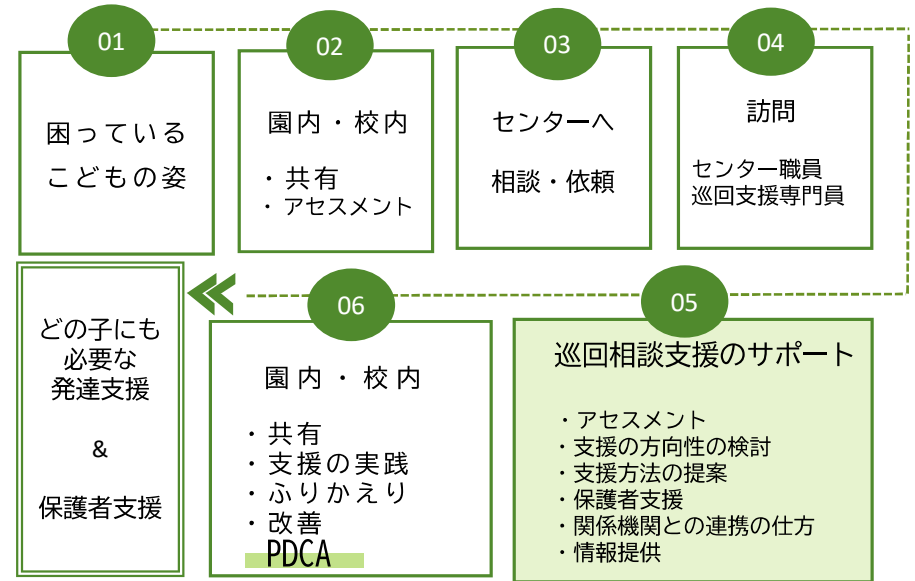 01
困っている
こどもの姿
02
園内・校内
・共有
・アセスメント
03
センターへ
相談・依頼
04
訪問
センター職員
巡回支援専門員
05
巡回相談支援のサポート
・アセスメント
・支援の方向性の検討
・支援方法の提案
・保護者支援
・関係機関との連携の仕方
・情報提供
06
園内・校内
・共有
・支援の実践
・ふりかえり
・改善
PDCA
どの子にも
必要な
発達支援
&
保護者支援